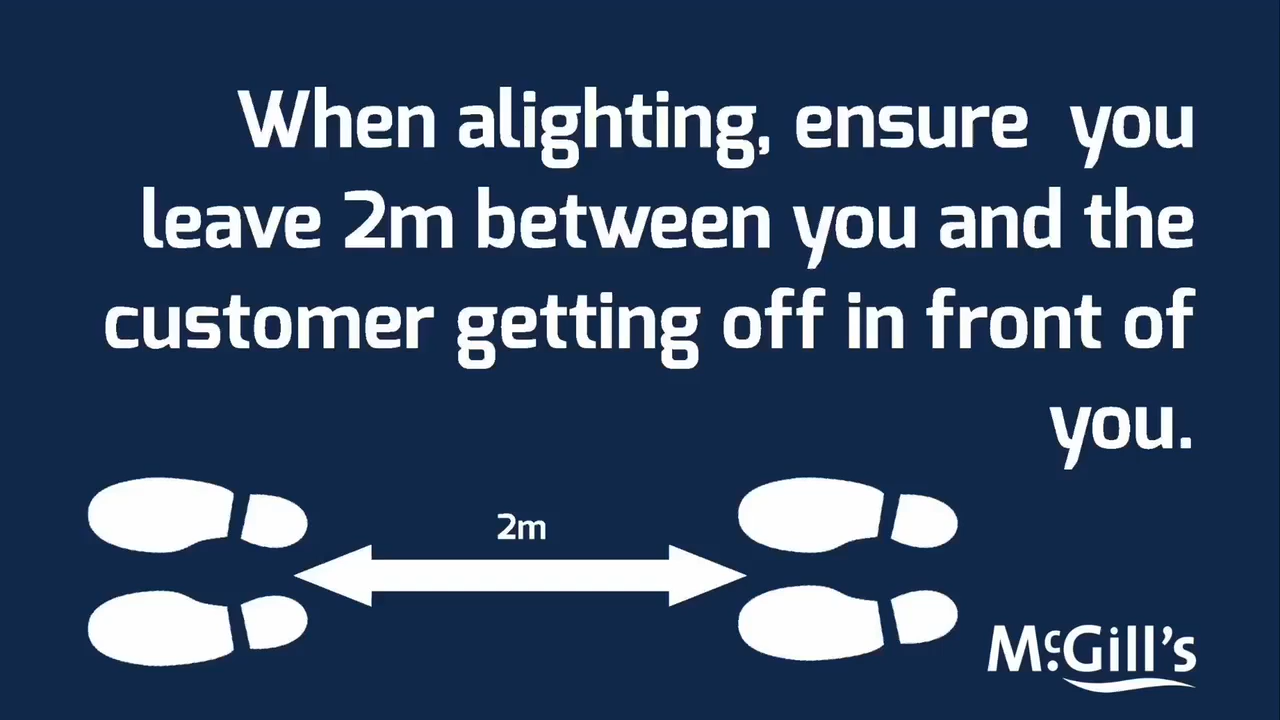 When alighting, ensure  you
leave 2m between you and the
customer getting off in front of
you.
2m
McGill's